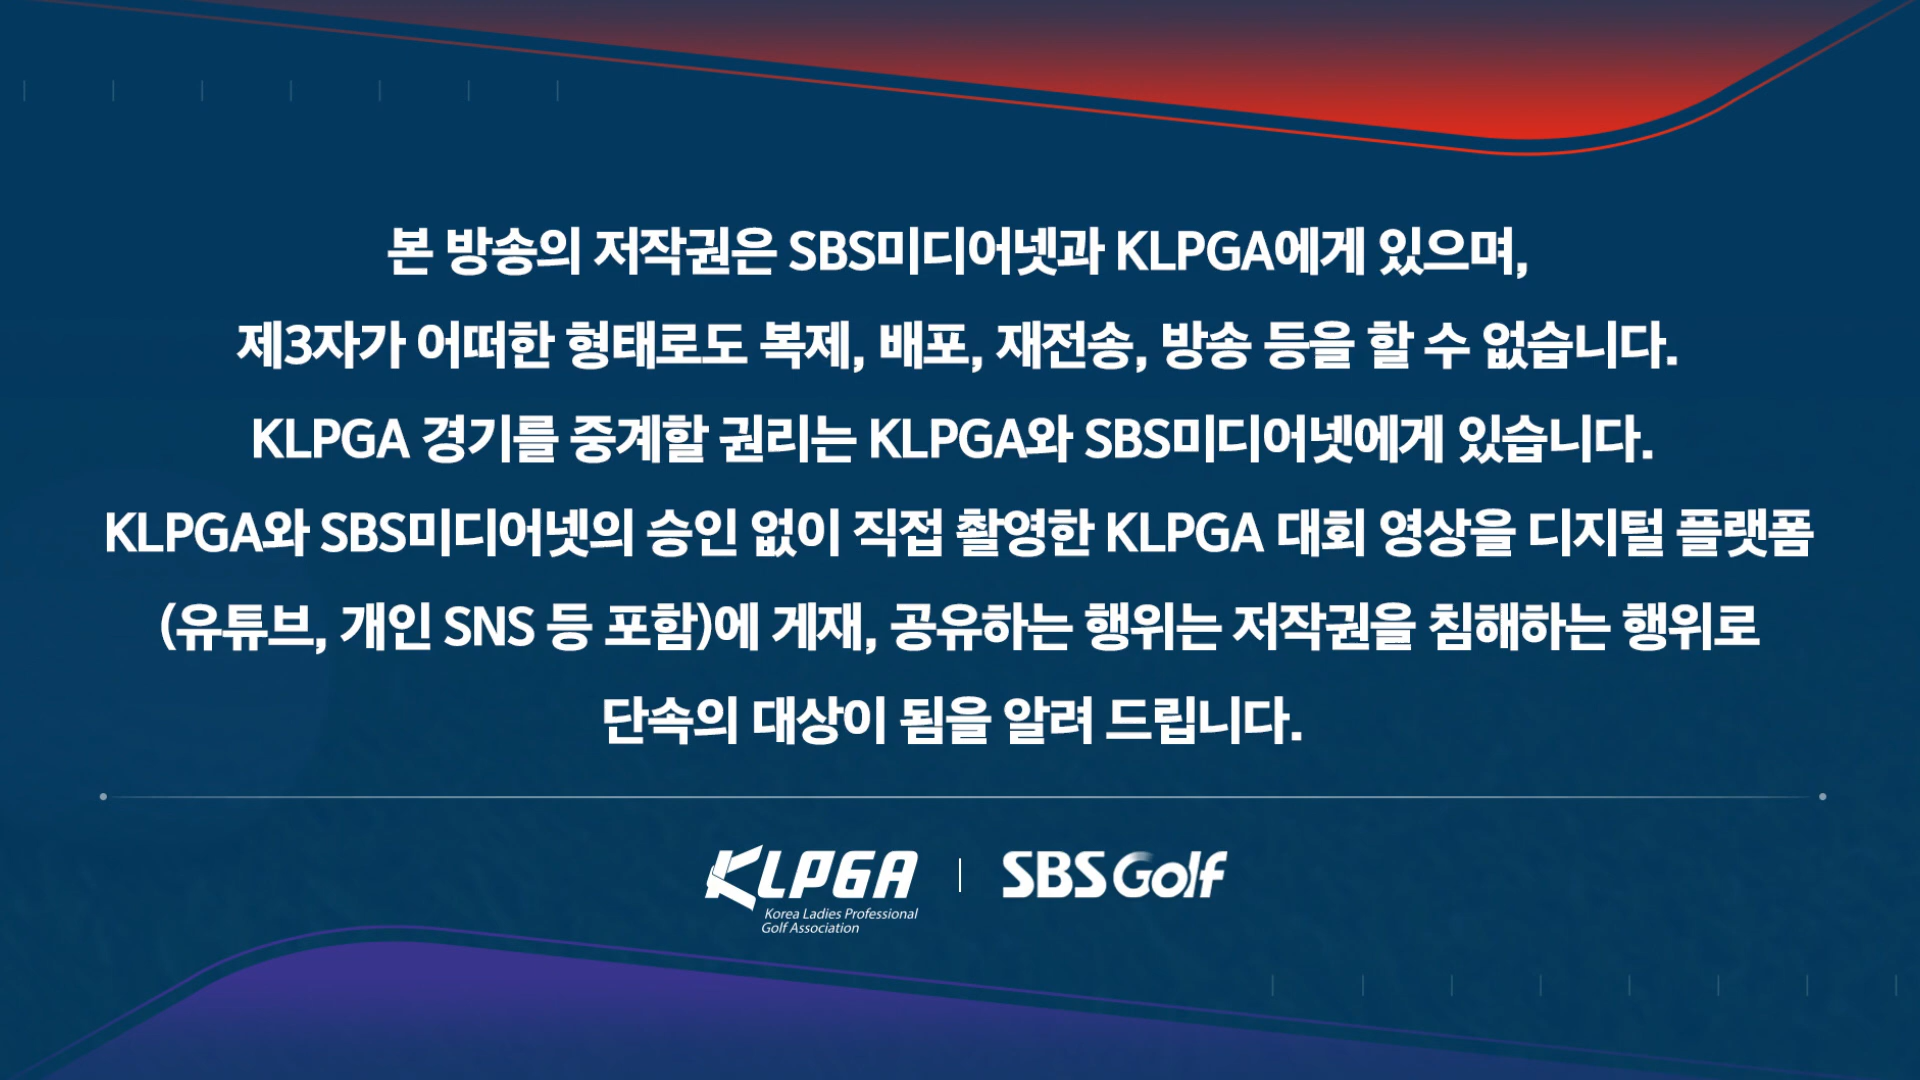 본 방송의 저작권은 SBS미디어넷과 KLPGA에게 있으며,
제3자가 어떠한 형태로도 복제, 배포, 재전송, 방송 등을 할 수 없습니다.
KLPGA 경기를 중계할 권리는 KLPGA와 SBS미디어넷에게 있습니다.
KLPGA와 SBS미디어넷의 승인 없이 직접 촬영한 KLPGA 대회 영상을 디지털 플랫폼
(유튜브, 개인 SNS 등 포함)에 게재, 공유하는 행위는 저작권을 침해하는 행위로
단속의 대상이 됨을 알려 드립니다.
KLPGA
Korea Ladies Professional
Golf Association
SBS Golf